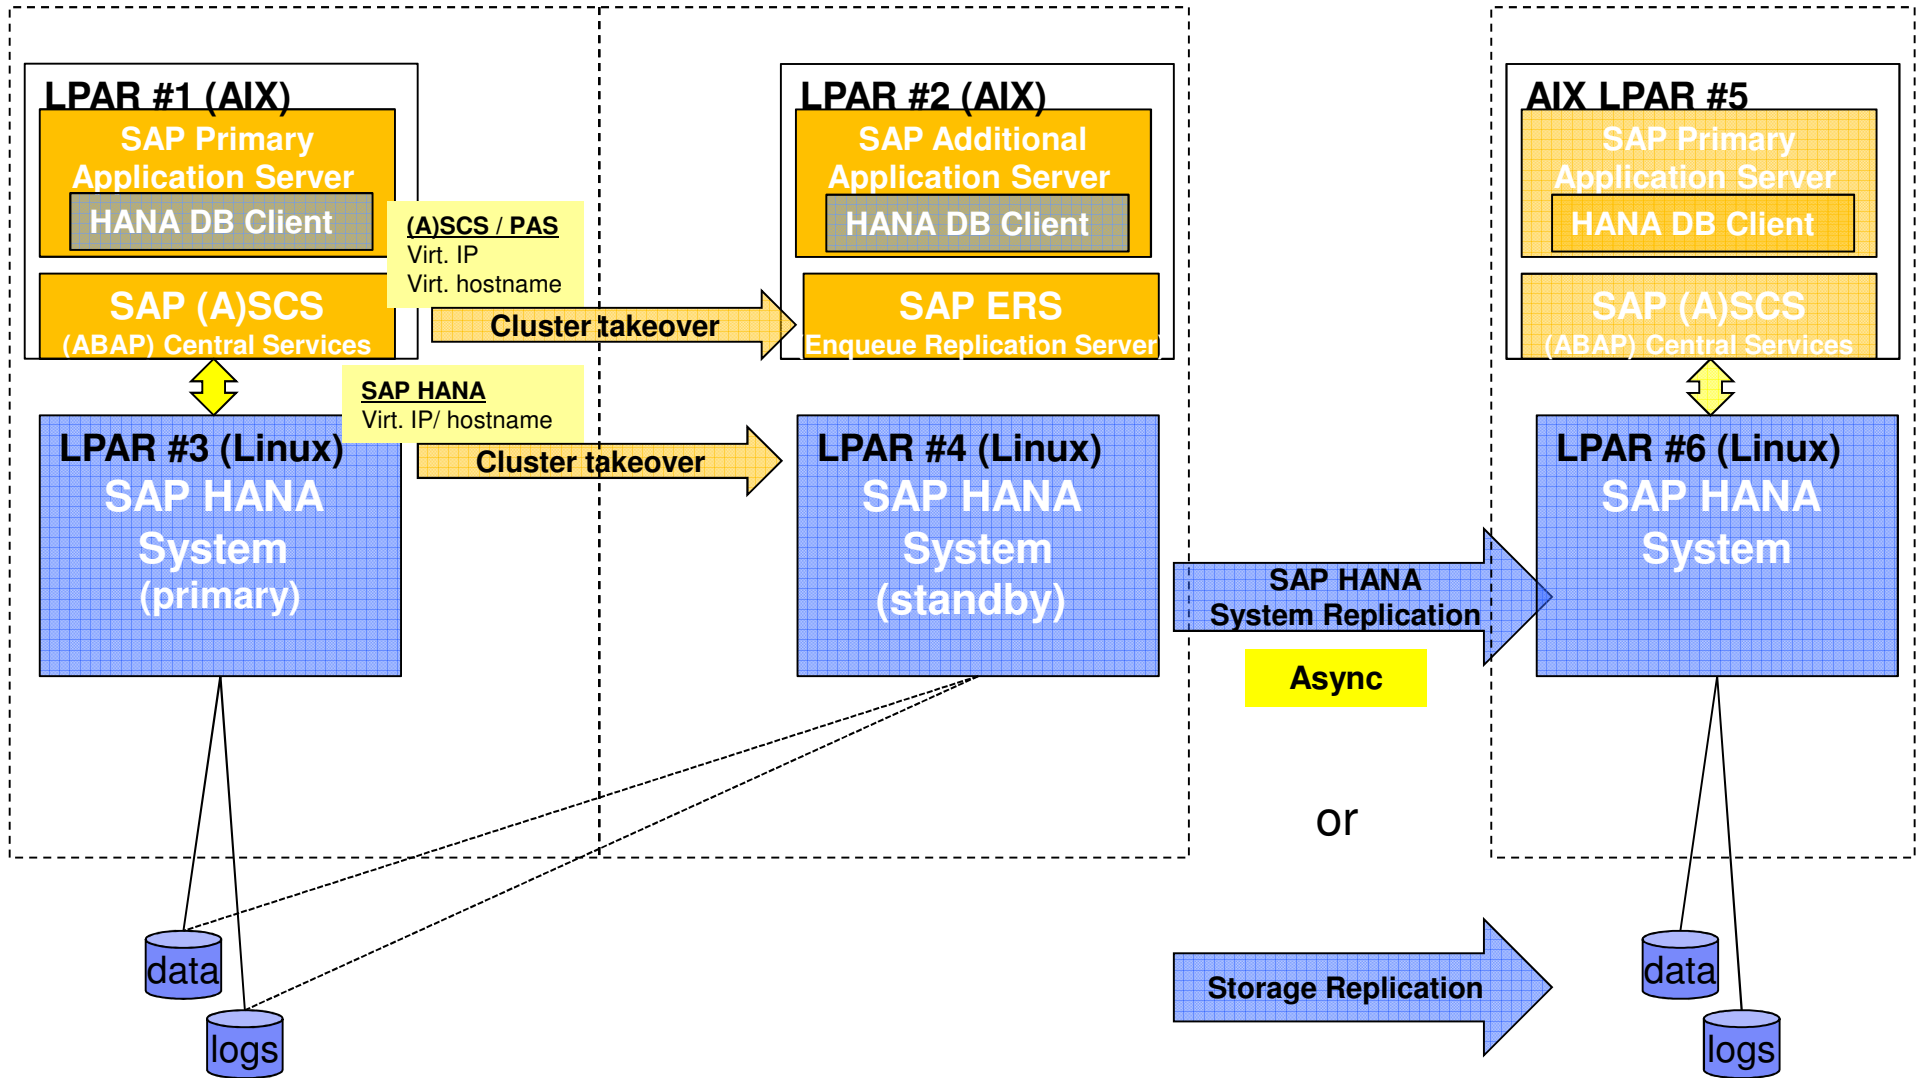 LPAR #1 (AIX)
SAP Primary
Application Server
HANA DB Client
SAP (A)SCS
(ABAP) Central Services
(A)SCS / PAS
Virt. IP
Virt. hostname
Cluster takeover
LPAR #2 (AIX)
SAP Additional
Application Server
HANA DB Client
SAP ERS
(Enqueue Replication Server)
AIX LPAR #5
SAP Primary
Application Server
HANA DB Client
SAP (A)SCS
(ABAP) Central Services
SAP HANA
Virt. IP/ hostname
Cluster takeover
LPAR #3 (Linux)
SAP HANA
System
(primary)
LPAR #4 (Linux)
SAP HANA
System
(standby)
SAP HANA
System Replication
Async
or
Storage Replication
LPAR #6 (Linux)
SAP HANA
System
data
logs
data
logs